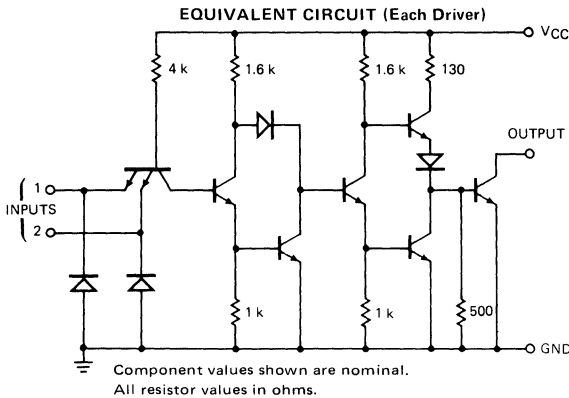 EQUIVALENT CIRCUIT (Each Driver)
VCC
4 k
1.6 k
1.6 k
130
OUTPUT
1
INPUTS
2
1 k
1 k
500
GND
Component values shown are nominal.
All resistor values in ohms.